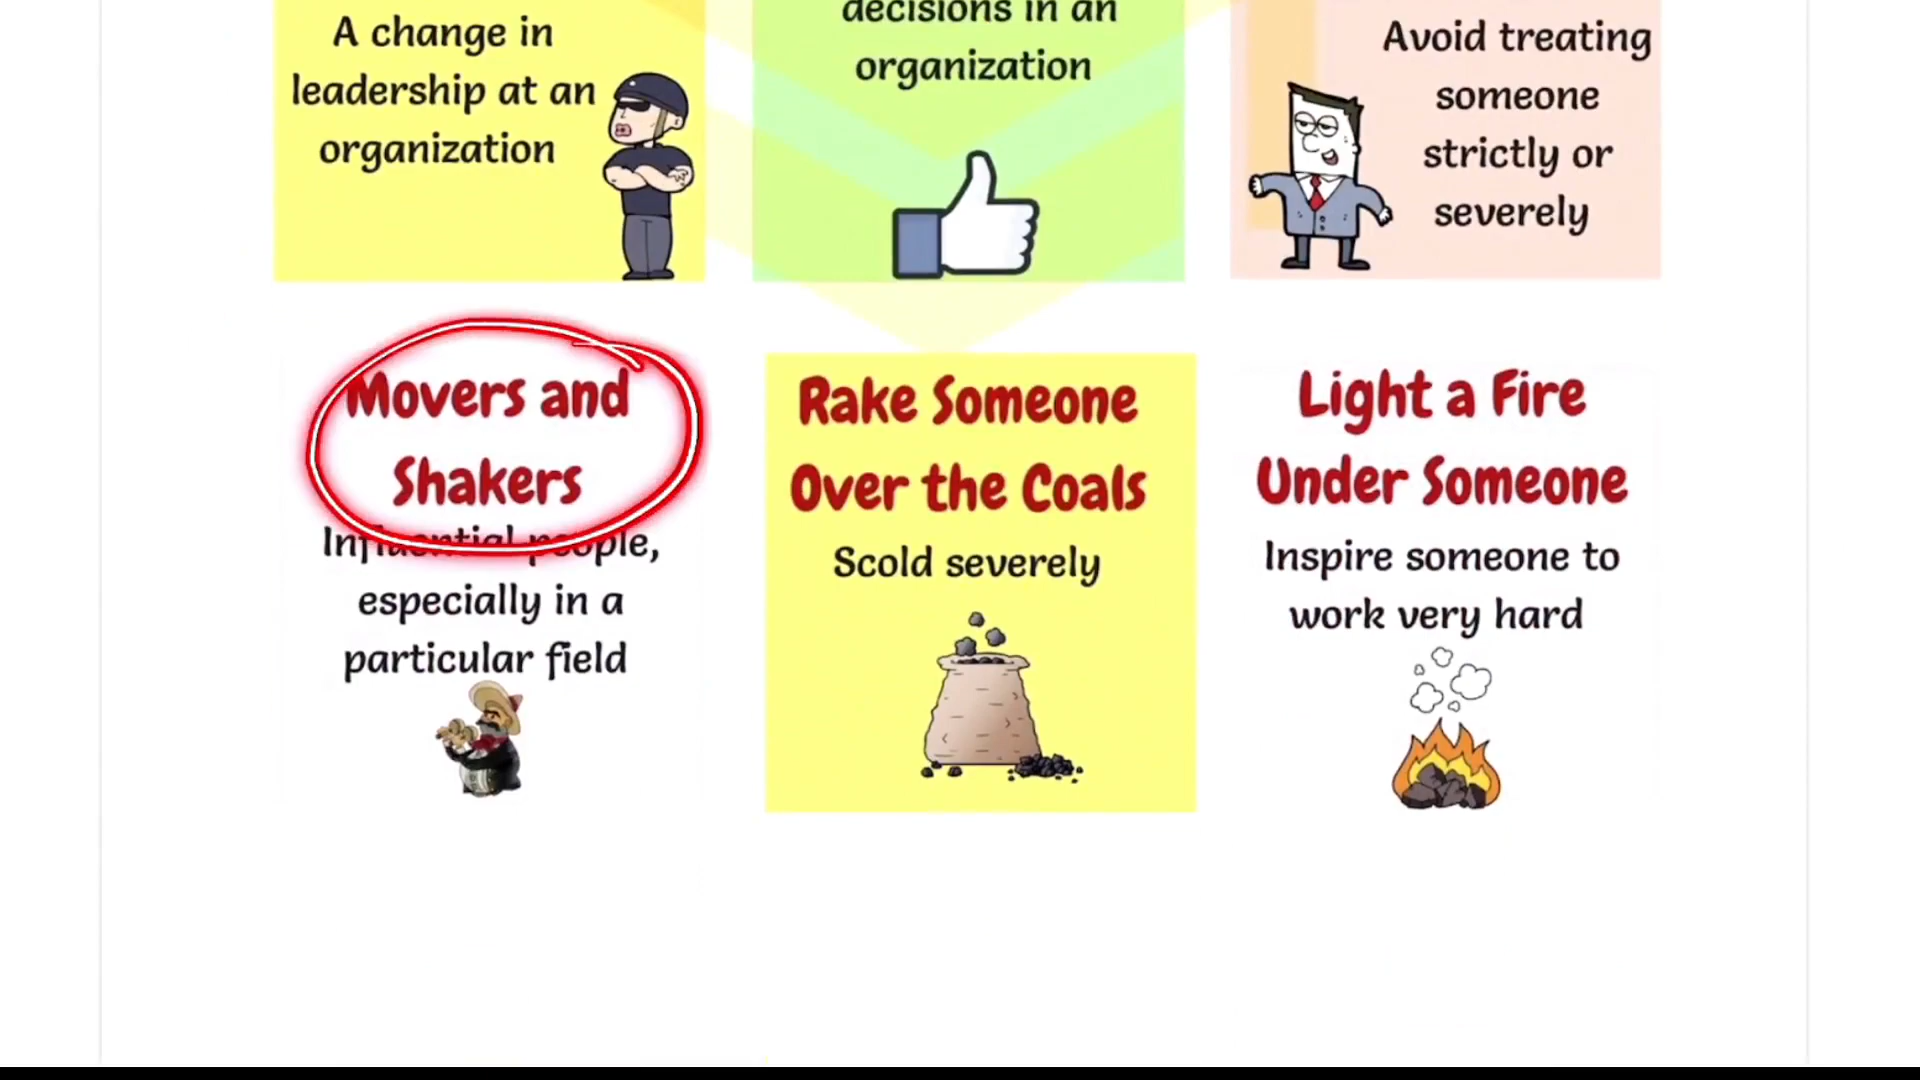 A change in
leadership at an
organization
decisions in an
organization
Avoid treating
someone
strictly or
severely
Movers and
Shakers
Influential people,
especially in a
particular field
Rake Someone
Over the Coals
Scold severely
Light a Fire
Under Someone
Inspire someone to
work very hard